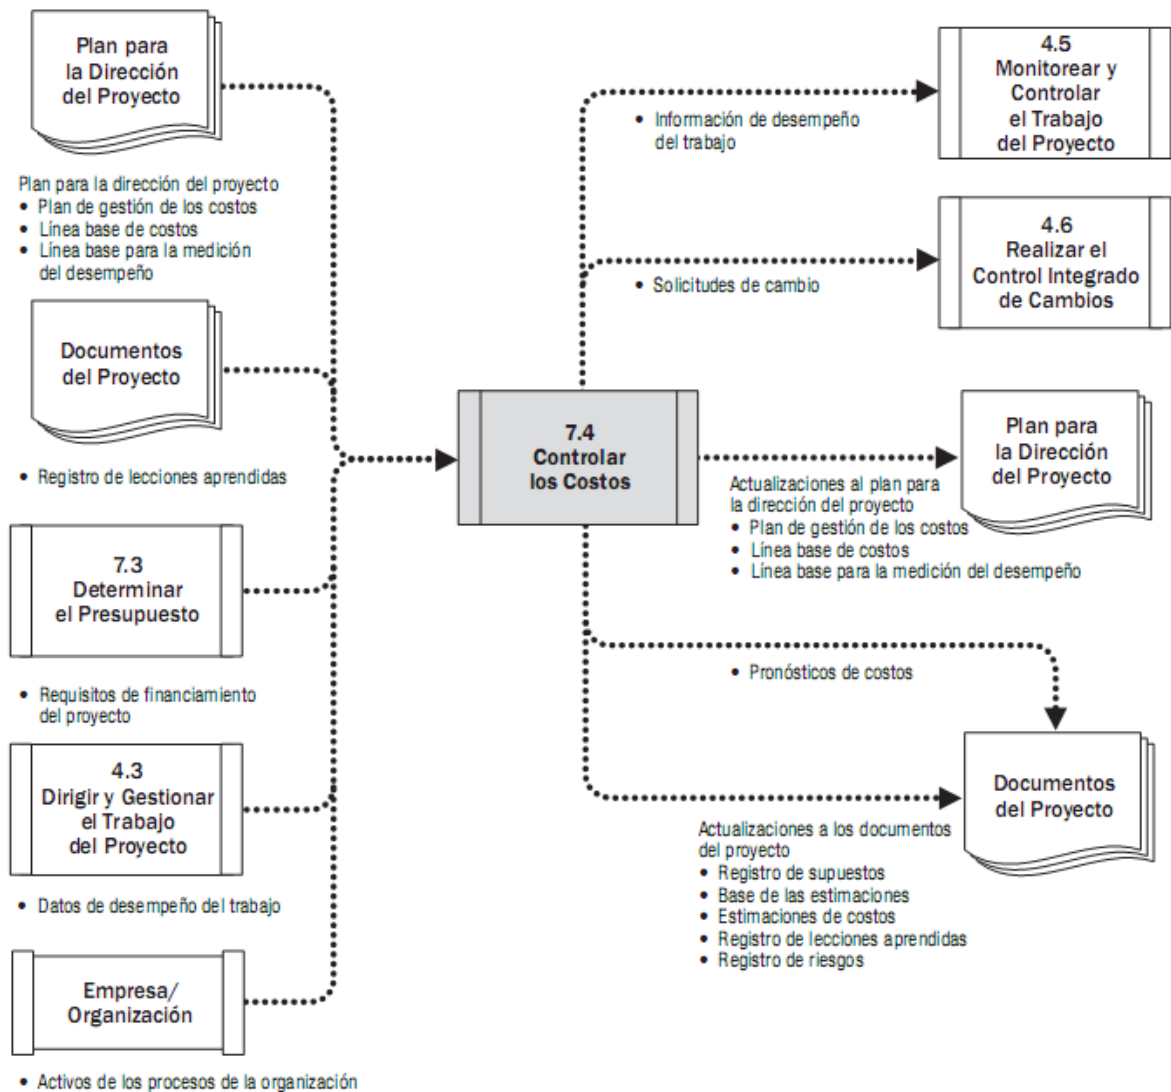 Plan para
la Dirección
del Proyecto
Plan para la dirección del proyecto
• Plan de gestión de los costos
• Línea base de costos
• Línea base para la medición
del desempeño
Documentos
del Proyecto
• Registro de lecciones aprendidas
7.3
Determinar
el Presupuesto
• Requisitos de financiamiento
del proyecto
4.3
Dirigir y Gestionar
el Trabajo
del Proyecto
• Datos de desempeño del trabajo
Empresa/
Organización
• Activos de los procesos de la organización
7.4
Controlar
los Costos
• Información de desempeño
del trabajo
4.5
Monitorear y
Controlar
el Trabajo
del Proyecto
• Solicitudes de cambio
4.6
Realizar el
Control Integrado
de Cambios
Actualizaciones al plan para
la dirección del proyecto
• Plan de gestión de los costos
• Línea base de costos
• Línea base para la medición del desempeño
Plan para
la Dirección
del Proyecto
• Pronósticos de costos
Actualizaciones a los documentos
del proyecto
• Registro de supuestos
• Base de las estimaciones
• Estimaciones de costos
• Registro de lecciones aprendidas
• Registro de riesgos
Documentos
del Proyecto